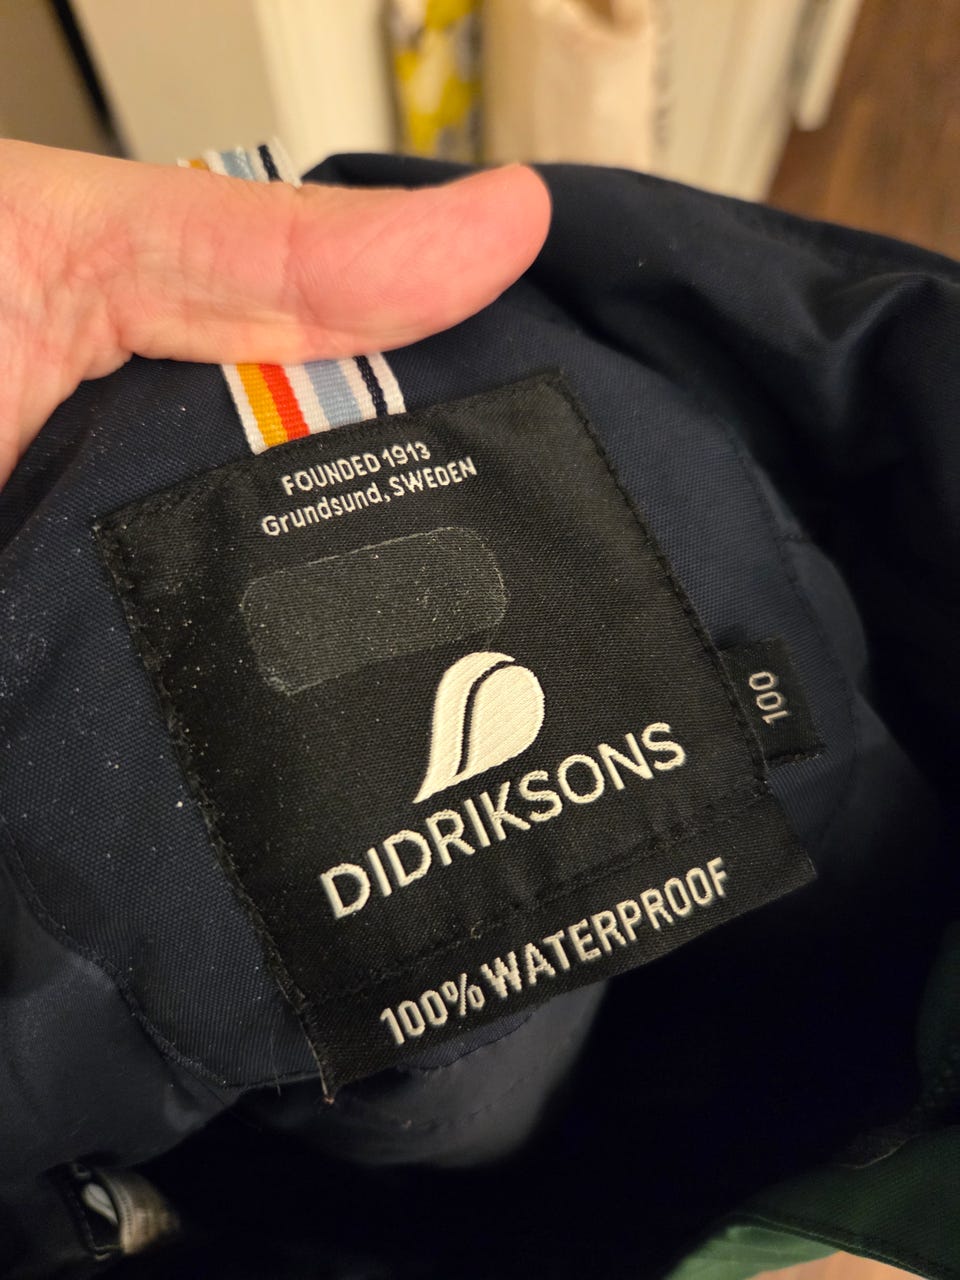 FOUNDED 1913
Grundsund, SWEDEN
DIDRIKSONS
100
100% WATERPROOF